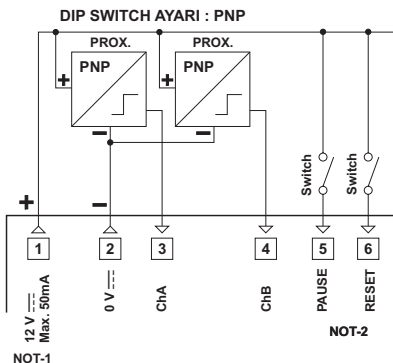 DIP SWITCH AYARI : PNP
PROX. PROX.
PNP PNP
+ +
− −
Switch Switch
+ −
1 2 3 4 5 6
12 V
Max. 50mA
0 V
ChA
ChB
PAUSE
RESET
NOT-2
NOT-1